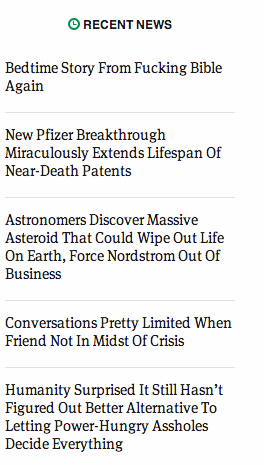 RECENT NEWS
Bedtime Story From Fucking Bible
Again
New Pfizer Breakthrough
Miraculously Extends Lifespan Of
Near-Death Patents
Astronomers Discover Massive
Asteroid That Could Wipe Out Life
On Earth, Force Nordstrom Out Of
Business
Conversations Pretty Limited When
Friend Not In Midst Of Crisis
Humanity Surprised It Still Hasn't
Figured Out Better Alternative To
Letting Power-Hungry Assholes
Decide Everything